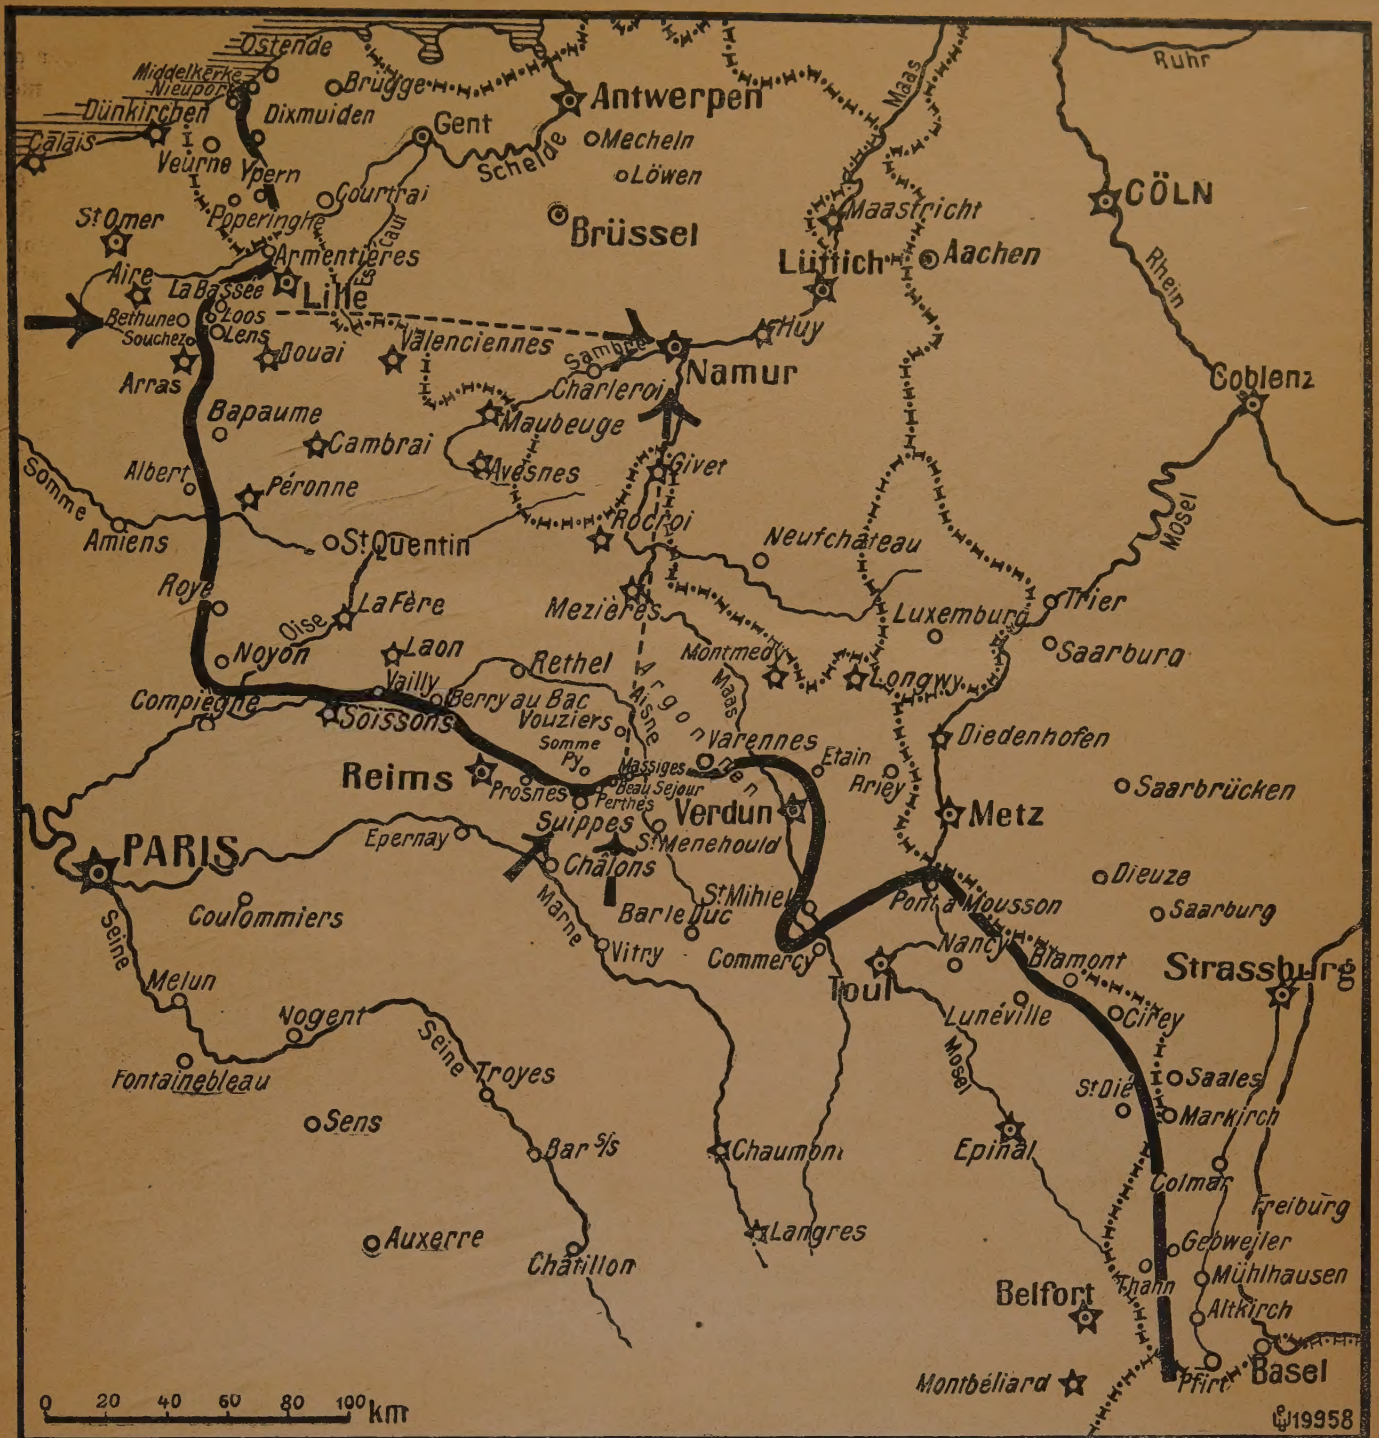 Ostende
Ruhr
Middelkerke
Nieuport
Brügge
Maas
Antwerpen
Dünkirchen
Dixmuiden
Gent
Calais
Veurne
Ypern
Schelde
Mecheln
Löwen
CÖLN
Courtrai
Poperinghe
St Omer
Maastricht
Brüssel
Escaut
Armentières
Lüttich
Aachen
Rhein
Aire
La Bassée
Lille
Bethune
Loos
Souchez
Lens
Huy
Douai
Valenciennes
Sambre
Namur
Arras
Charleroi
Coblenz
Bapaume
Maubeuge
Cambrai
Albert
Avesnes
Givet
Somme
Péronne
Mosel
Amiens
St Quentin
Rocroi
Neufchâteau
Roye
La Fère
Mezières
Luxemburg
Trier
Oise
Noyon
Laon
Rethel
Montmedy
Saarburg
Vailly
Argonnen
Maas
Longwy
Compiègne
Soissons
Berry au Bac
Aisne
Vouziers
Varennes
Diedenhofen
Somme
Py
Etain
Reims
Massiges
Briey
Prosnes
Beau Sejour
Saarbrücken
Perthes
Verdun
Metz
Suippes
PARIS
Epernay
St Menehould
Châlons
Dieuze
Coulommiers
Marne
St Mihiel
Pont à Mousson
Saarburg
Bar le Duc
Seine
Vitry
Commercy
Nancy
Blamont
Strassburg
Toul
Melun
Lunéville
Cirey
Nogent
Seine
Mosel
Fontainebleau
Troyes
St Dié
Saales
Sens
Markirch
Bar s/s
Chaumont
Epinal
Colmar
Freiburg
Auxerre
Langres
Gebweiler
Châtillon
Thann
Mühlhausen
Belfort
Altkirch
Montbéliard
Pfirt
Basel
0 20 40 60 80 100 km
19958